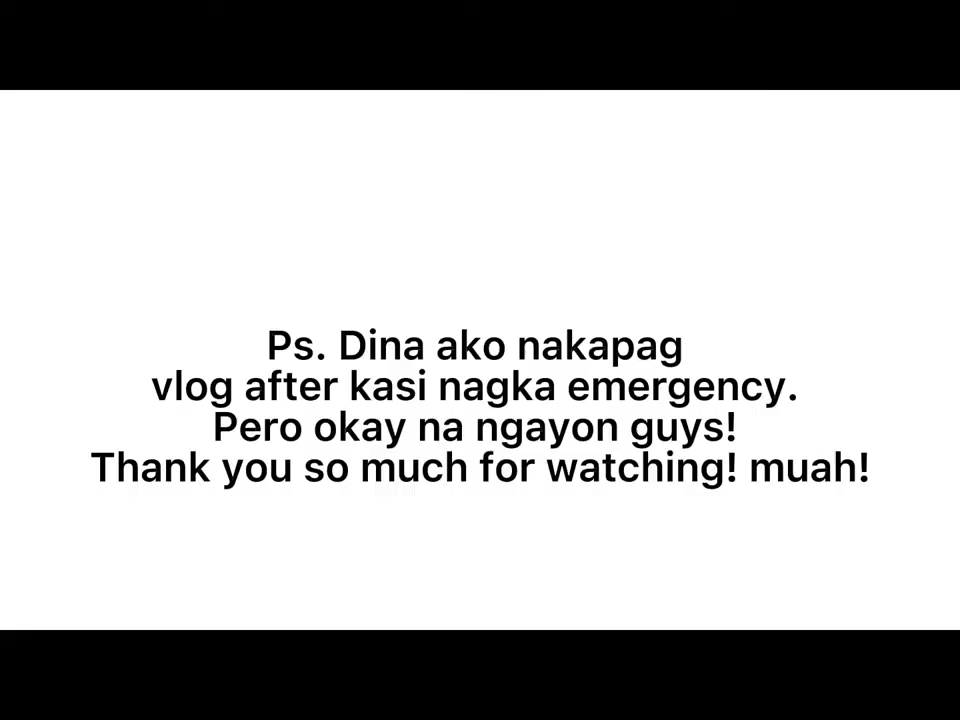 Ps. Dina ako nakapag
vlog after kasi nagka emergency.
Pero okay na ngayon guys!
Thank you so much for watching! muah!